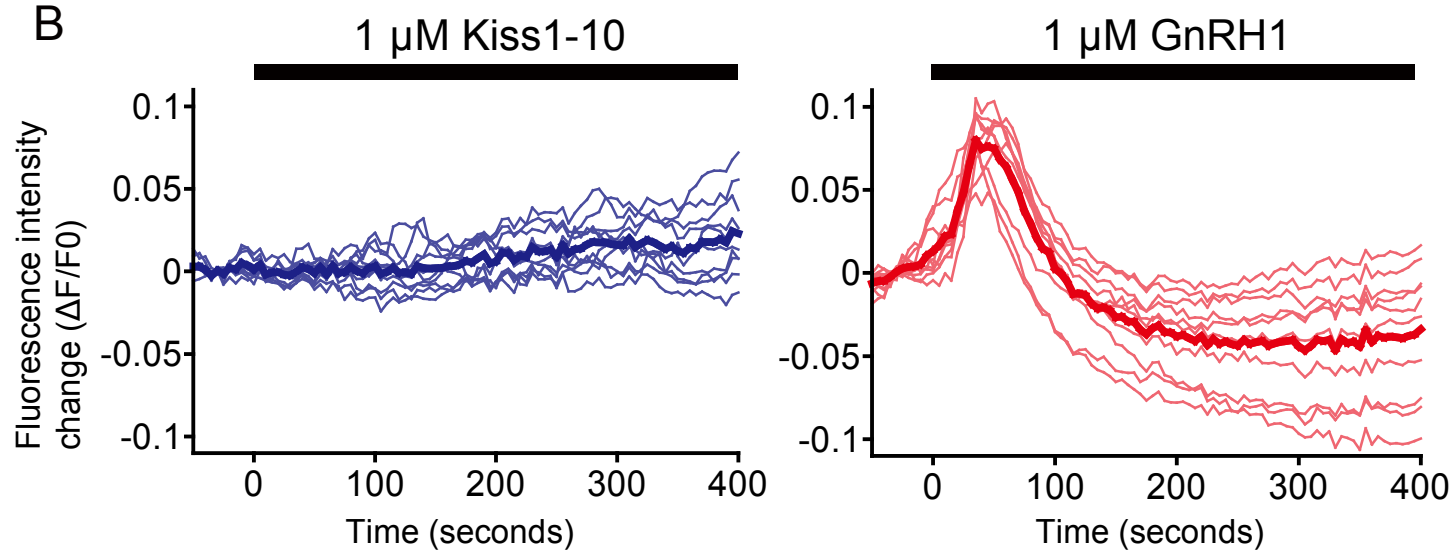 B
1 μM Kiss1-10
1 μM GnRH1
Fluorescence intensity
change (ΔF/F0)
0.1
0.05
0
-0.05
-0.1
0 100 200 300 400
Time (seconds)
0.1
0.05
0
-0.05
-0.1
0 100 200 300 400
Time (seconds)